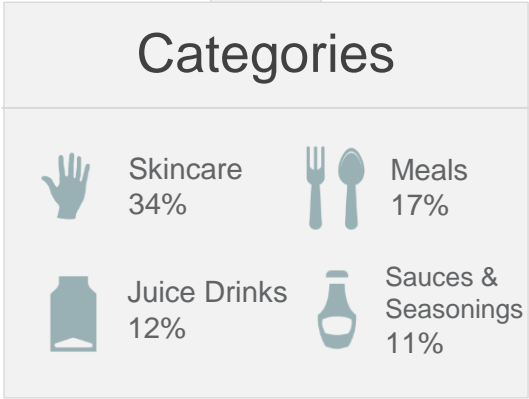 Categories
Skincare
34%
Meals
17%
Juice Drinks
12%
Sauces &
Seasonings
11%